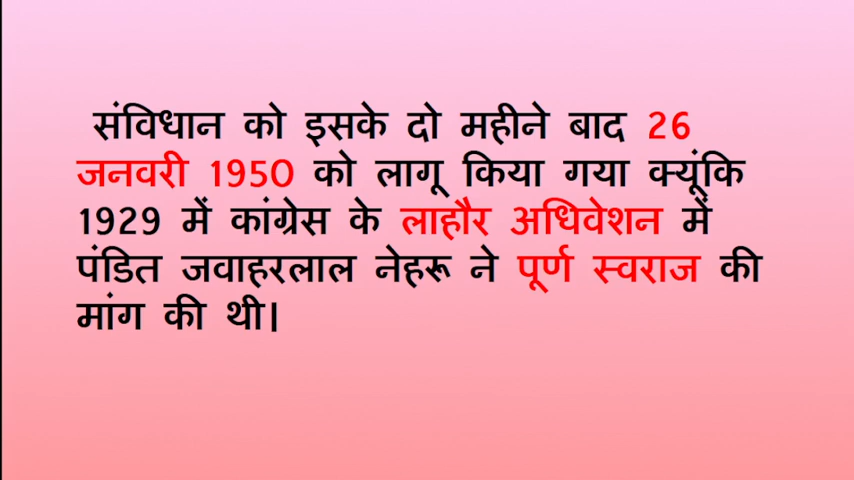 संविधान को इसके दो महीने बाद 26
जनवरी 1950 को लागू किया गया क्यूंकि
1929 में कांग्रेस के लाहौर अधिवेशन में
पंडित जवाहरलाल नेहरू ने पूर्ण स्वराज की
मांग की थी।